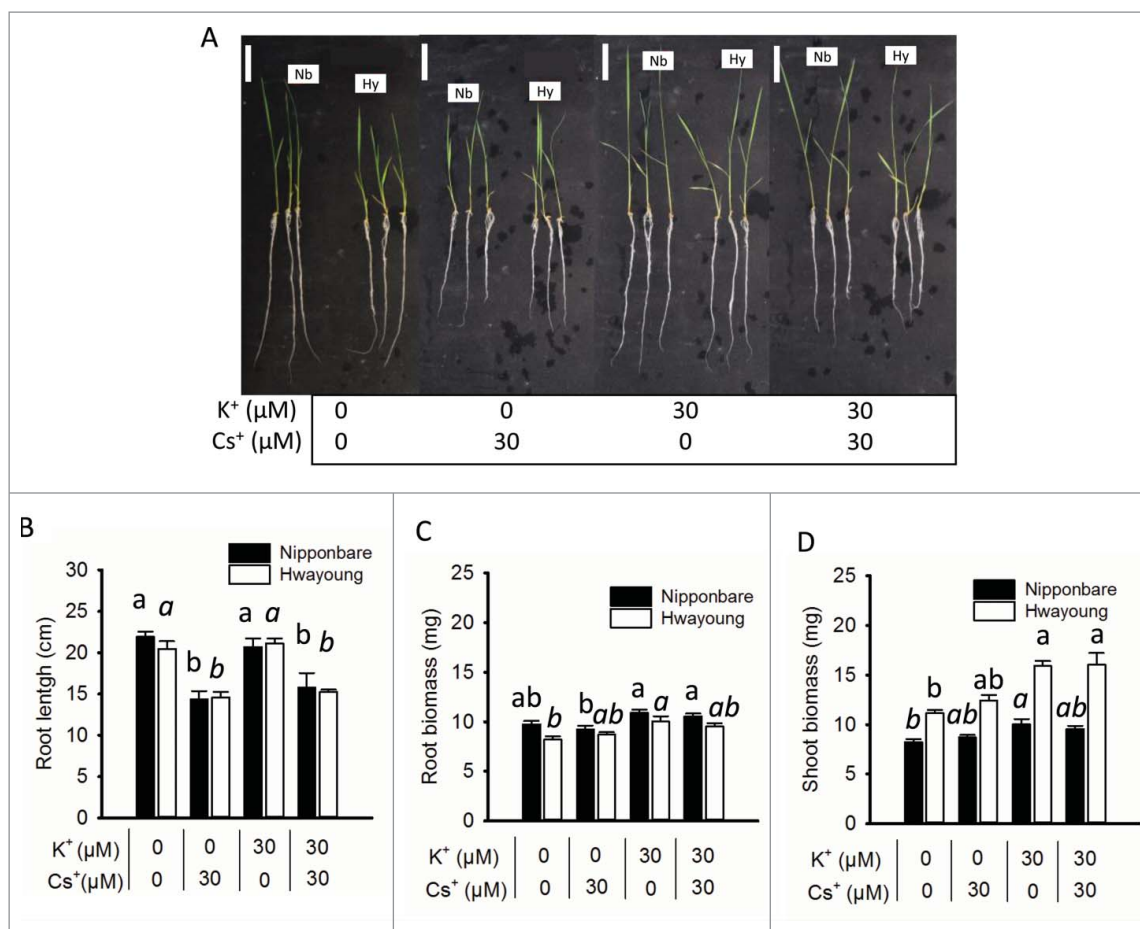 A
Nb Hy Nb Hy Nb Hy Nb Hy
K⁺ (µM) 0 0 30 30
Cs⁺ (µM) 0 30 0 30
B
Nipponbare
Hwayoung
Root lentgh (cm)
30
25
20
15
10
5
0
a a b b a a b b
K⁺ (µM) 0 0 30 30
Cs⁺(µM) 0 30 0 30
C
Nipponbare
Hwayoung
Root biomass (mg)
25
20
15
10
5
0
ab b b ab a a a ab
K⁺ (µM) 0 0 30 30
Cs⁺ (µM) 0 30 0 30
D
Nipponbare
Hwayoung
Shoot biomass (mg)
25
20
15
10
5
0
b b ab ab a a ab a
K⁺ (µM) 0 0 30 30
Cs⁺ (µM) 0 30 0 30